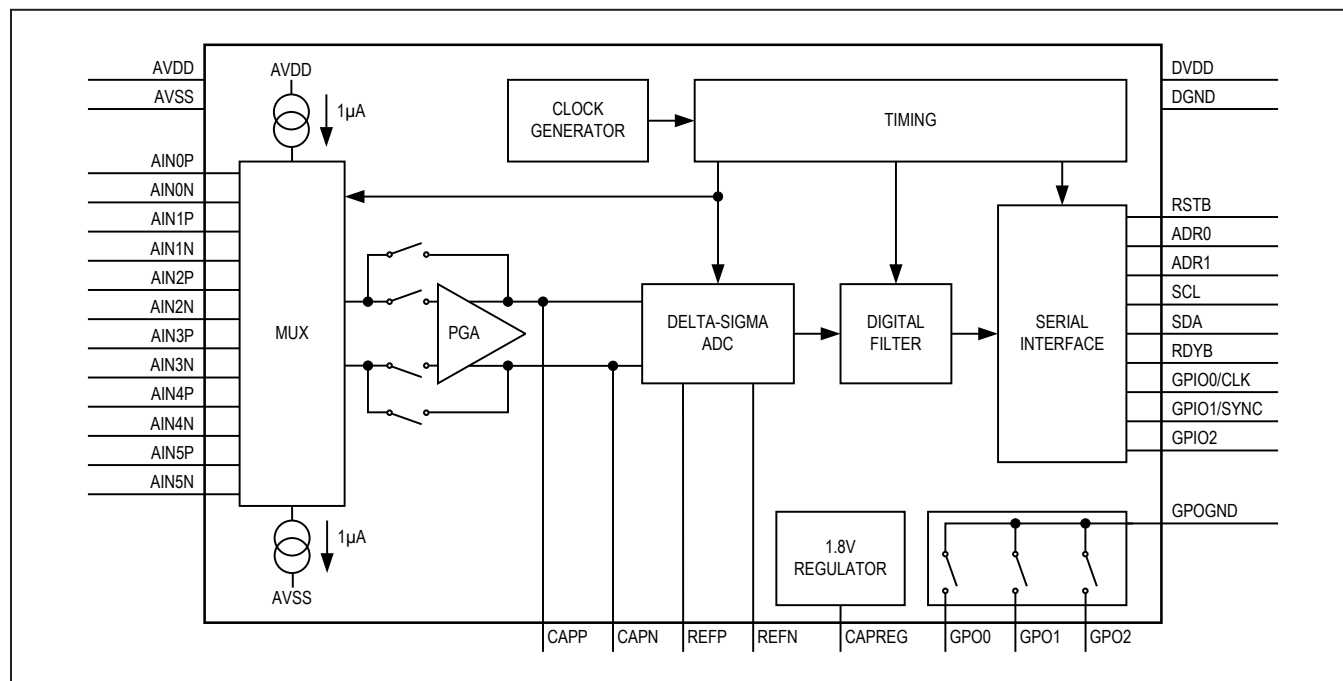 AVDD
AVSS
AIN0P
AIN0N
AIN1P
AIN1N
AIN2P
AIN2N
AIN3P
AIN3N
AIN4P
AIN4N
AIN5P
AIN5N
AVDD
1µA
MUX
1µA
AVSS
PGA
CLOCK
GENERATOR
TIMING
DELTA-SIGMA
ADC
DIGITAL
FILTER
SERIAL
INTERFACE
1.8V
REGULATOR
DVDD
DGND
RSTB
ADR0
ADR1
SCL
SDA
RDYB
GPIO0/CLK
GPIO1/SYNC
GPIO2
GPOGND
CAPP
CAPN
REFP
REFN
CAPREG
GPO0
GPO1
GPO2